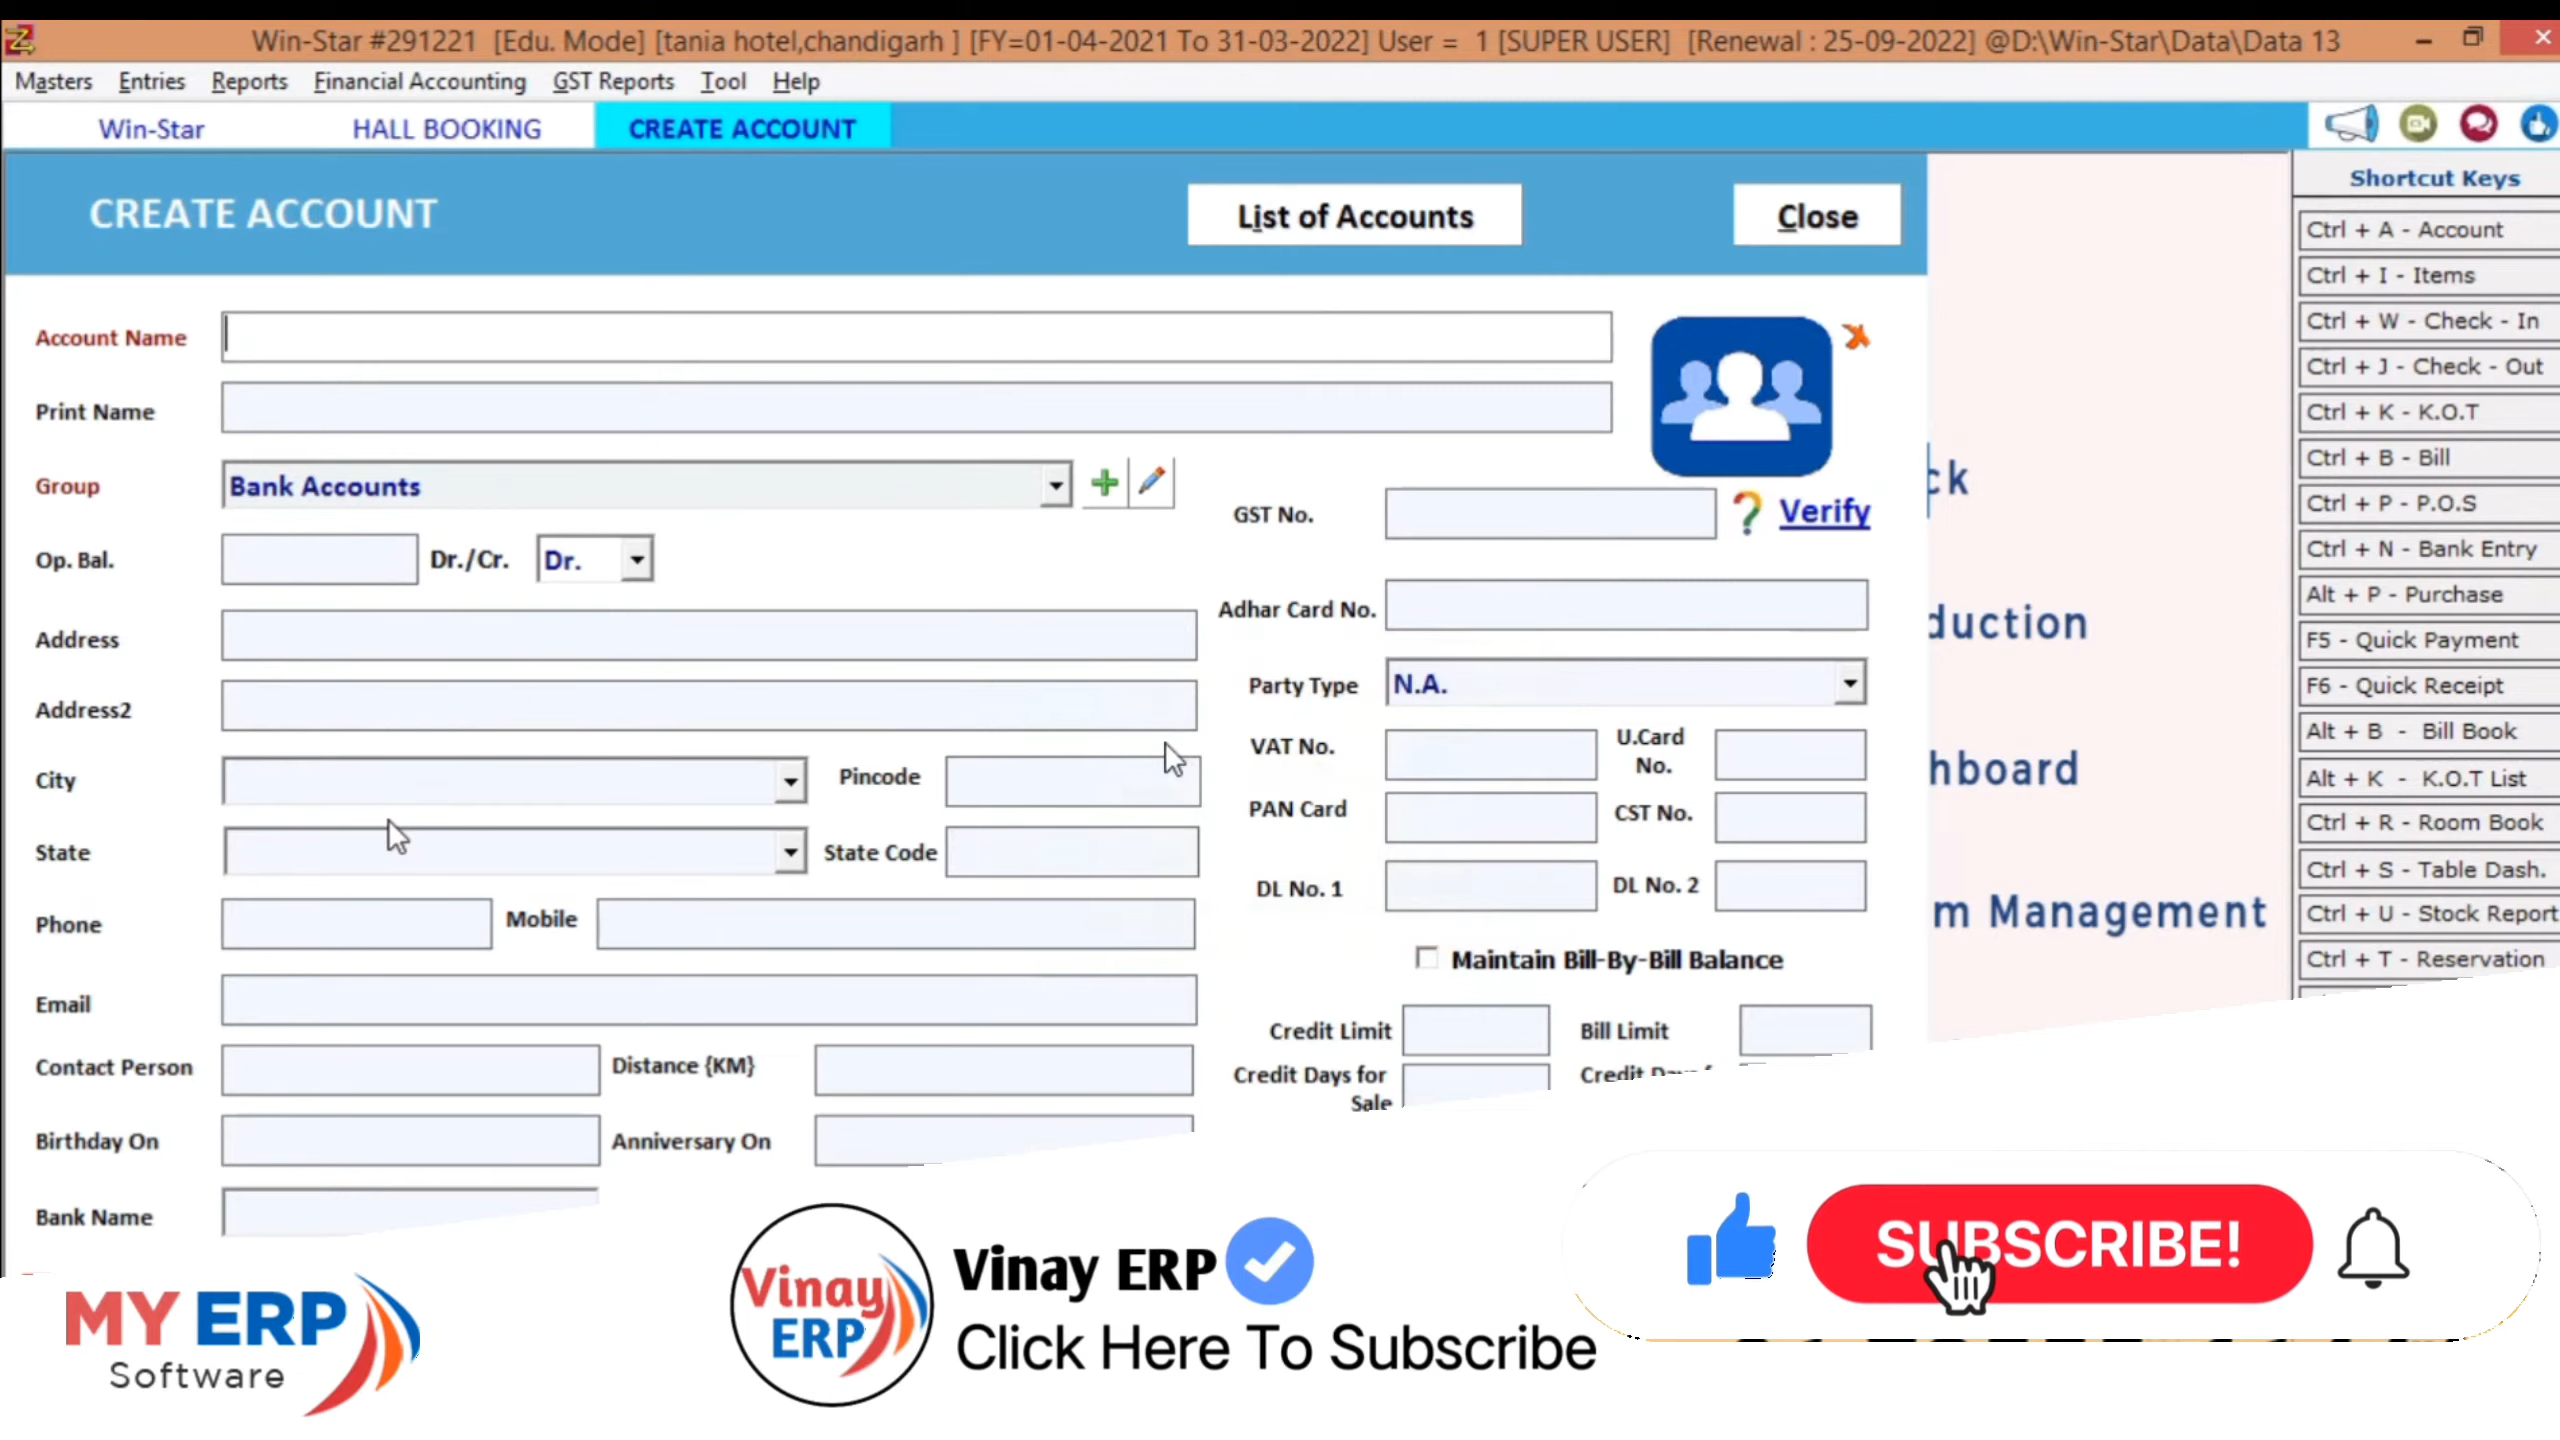 Win-Star #291221 [Edu. Mode] [tania hotel,chandigarh ] [FY=01-04-2021 To 31-03-2022] User = 1 [SUPER USER] [Renewal : 25-09-2022] @D:\Win-Star\Data\Data 13
Masters Entries Reports Financial Accounting GST Reports Tool Help
Win-Star HALL BOOKING CREATE ACCOUNT
CREATE ACCOUNT List of Accounts Close
Account Name
Print Name
Group Bank Accounts
Op. Bal. Dr./Cr. Dr.
Address
Address2
City Pincode
State State Code
Phone Mobile
Email
Contact Person Distance {KM}
Birthday On Anniversary On
Bank Name
GST No. ? Verify
Adhar Card No.
Party Type N.A.
VAT No. U.Card No.
PAN Card CST No.
DL No. 1 DL No. 2
Maintain Bill-By-Bill Balance
Credit Limit Bill Limit
Credit Days for Sale Credit
ck
duction
hboard
m Management
Shortcut Keys
Ctrl + A - Account
Ctrl + I - Items
Ctrl + W - Check - In
Ctrl + J - Check - Out
Ctrl + K - K.O.T
Ctrl + B - Bill
Ctrl + P - P.O.S
Ctrl + N - Bank Entry
Alt + P - Purchase
F5 - Quick Payment
F6 - Quick Receipt
Alt + B - Bill Book
Alt + K - K.O.T List
Ctrl + R - Room Book
Ctrl + S - Table Dash.
Ctrl + U - Stock Report
Ctrl + T - Reservation
MY ERP
Software
Vinay
ERP
Vinay ERP
Click Here To Subscribe
SUBSCRIBE!